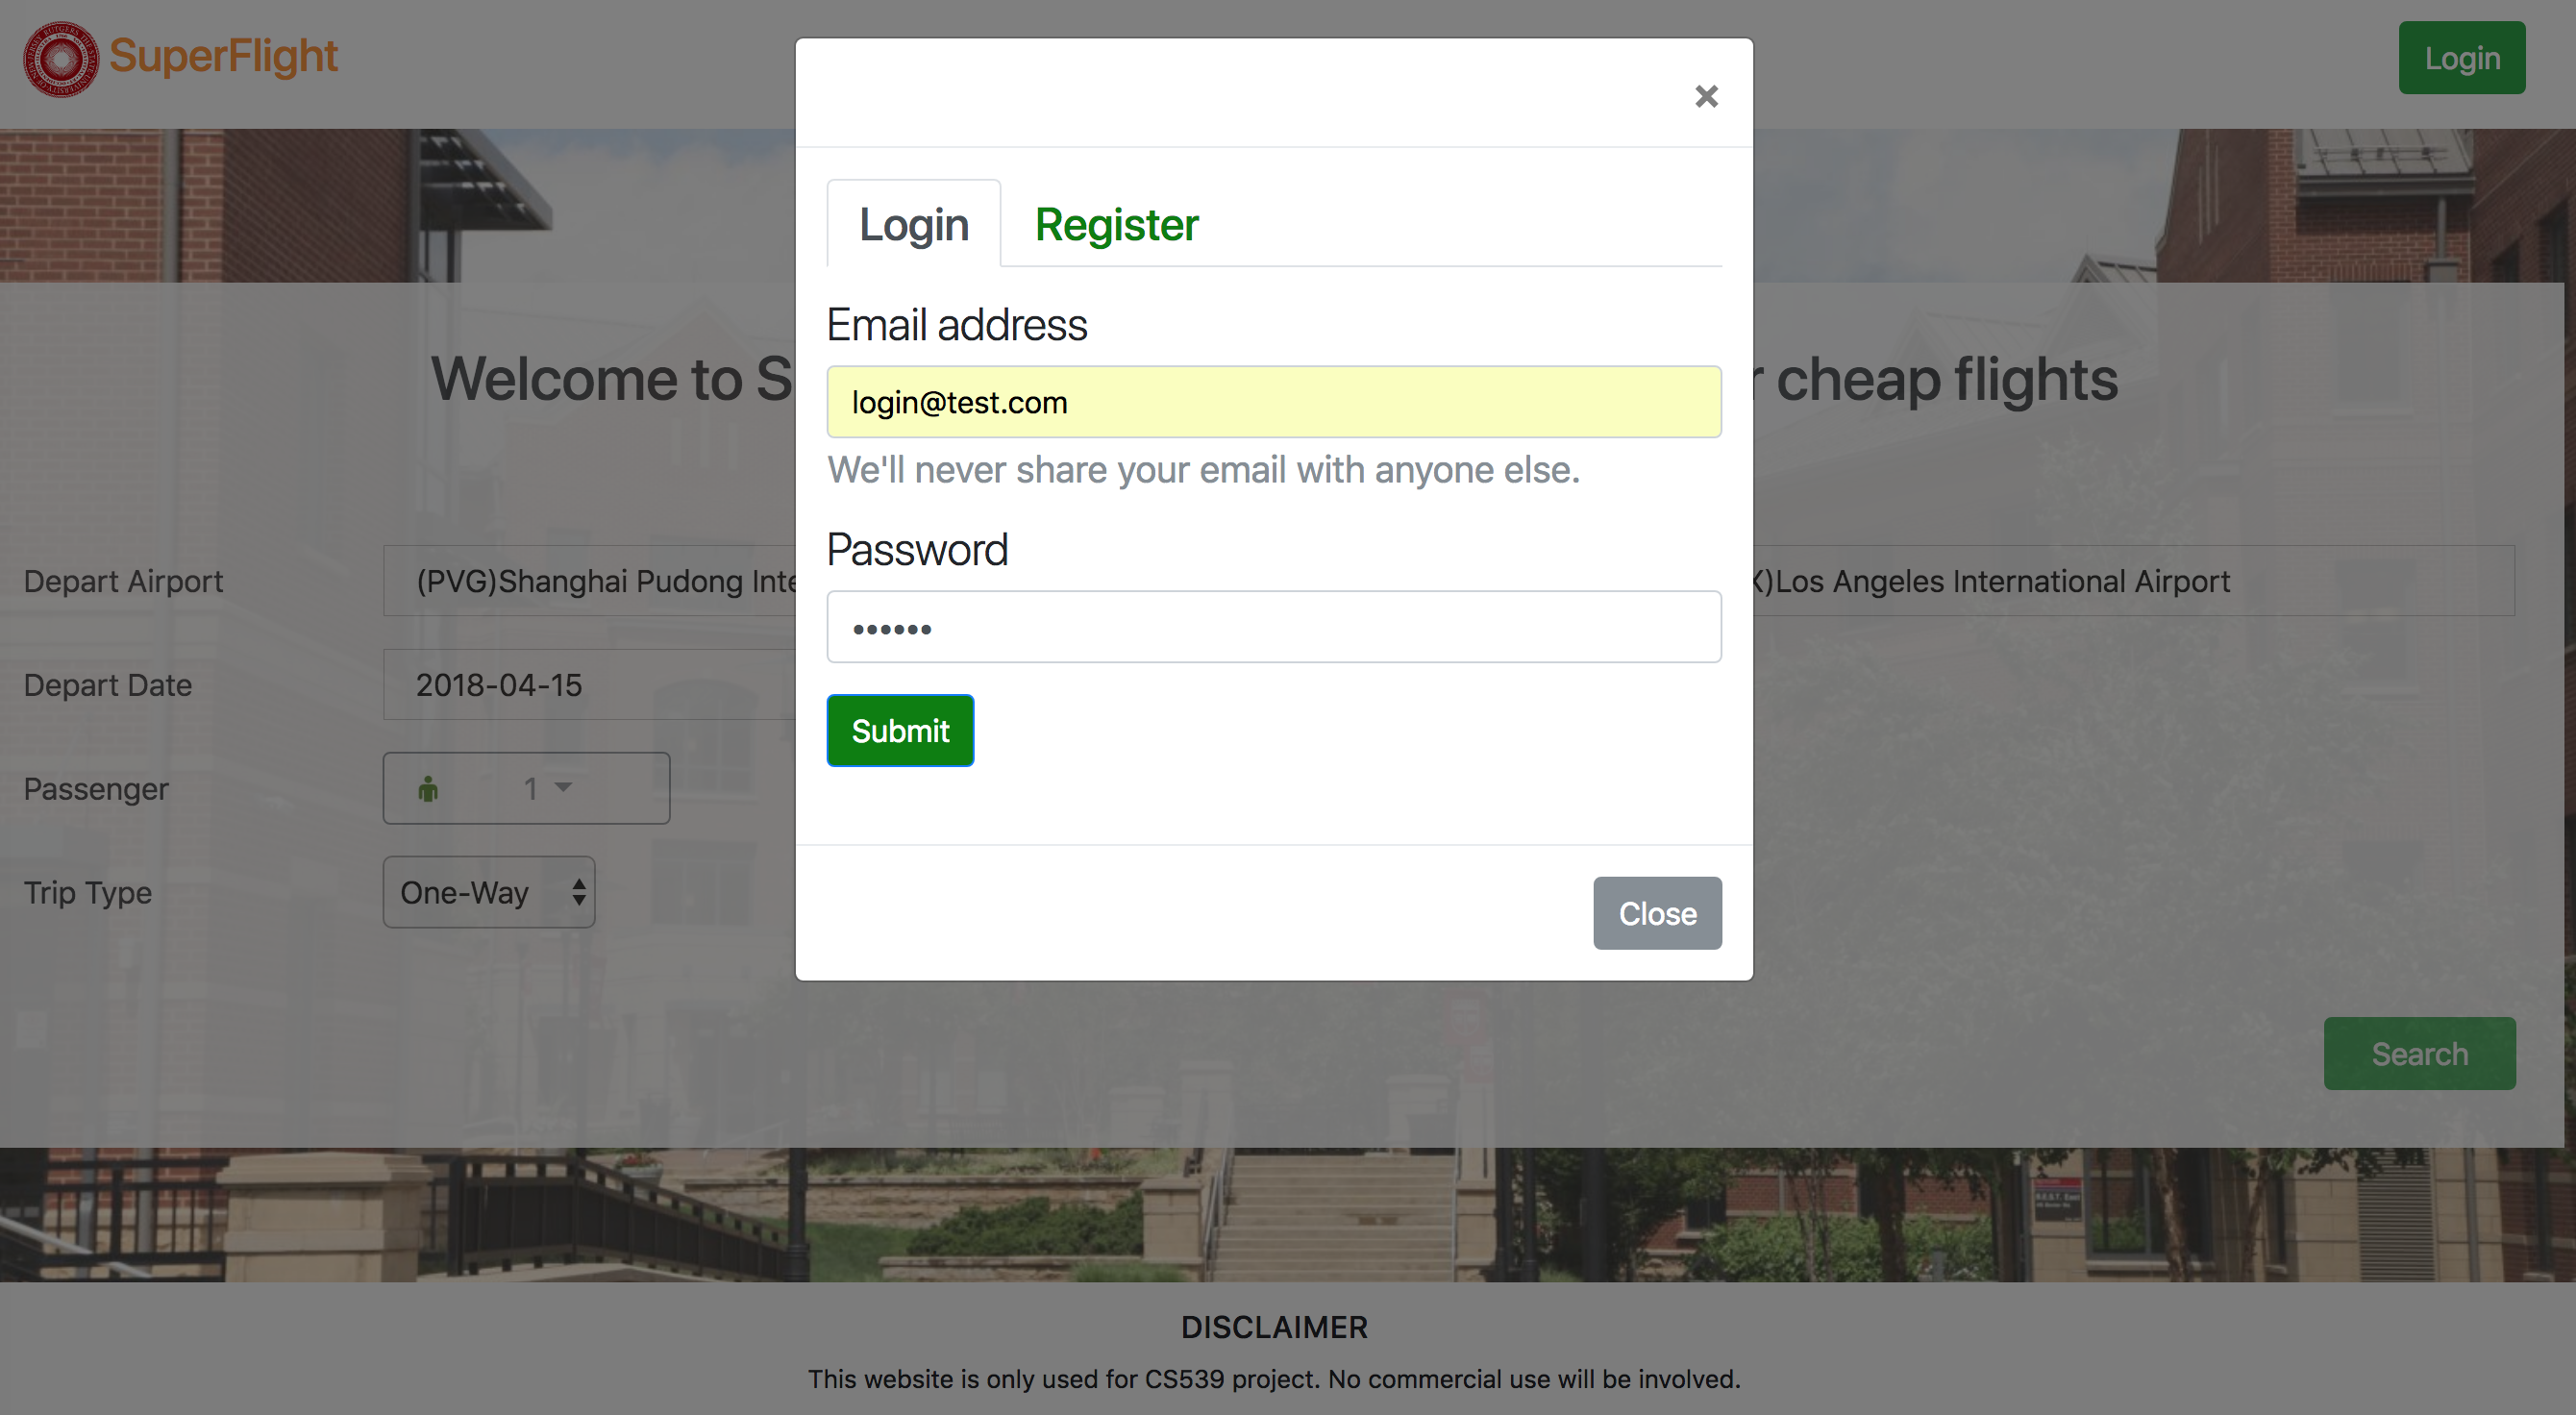 SuperFlight
Login
×
Login
Register
Email address
login@test.com
We'll never share your email with anyone else.
Password
••••••
Submit
Close
Welcome to S
cheap flights
Depart Airport
(PVG)Shanghai Pudong Inte
)Los Angeles International Airport
Depart Date
2018-04-15
Passenger
1
Trip Type
One-Way
Search
DISCLAIMER
This website is only used for CS539 project. No commercial use will be involved.